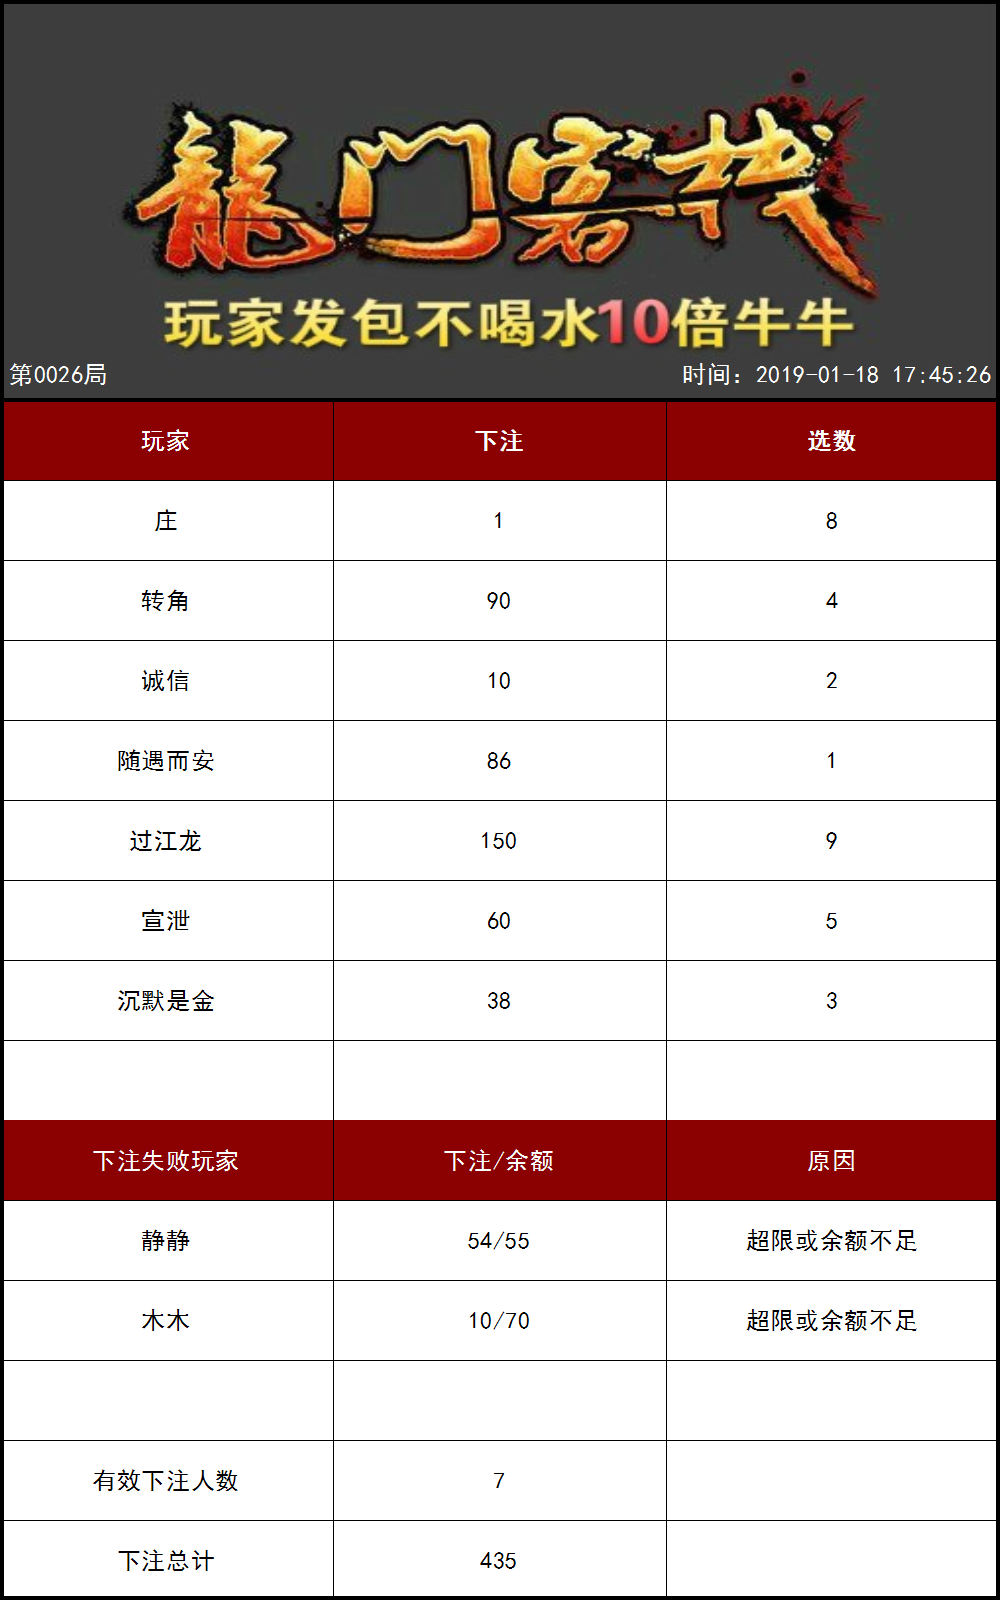 龍门客栈
玩家发包不喝水10倍牛牛
第0026局 时间：2019-01-18 17:45:26
玩家 下注 选数
庄 1 8
转角 90 4
诚信 10 2
随遇而安 86 1
过江龙 150 9
宣泄 60 5
沉默是金 38 3
下注失败玩家 下注/余额 原因
静静 54/55 超限或余额不足
木木 10/70 超限或余额不足
有效下注人数 7
下注总计 435